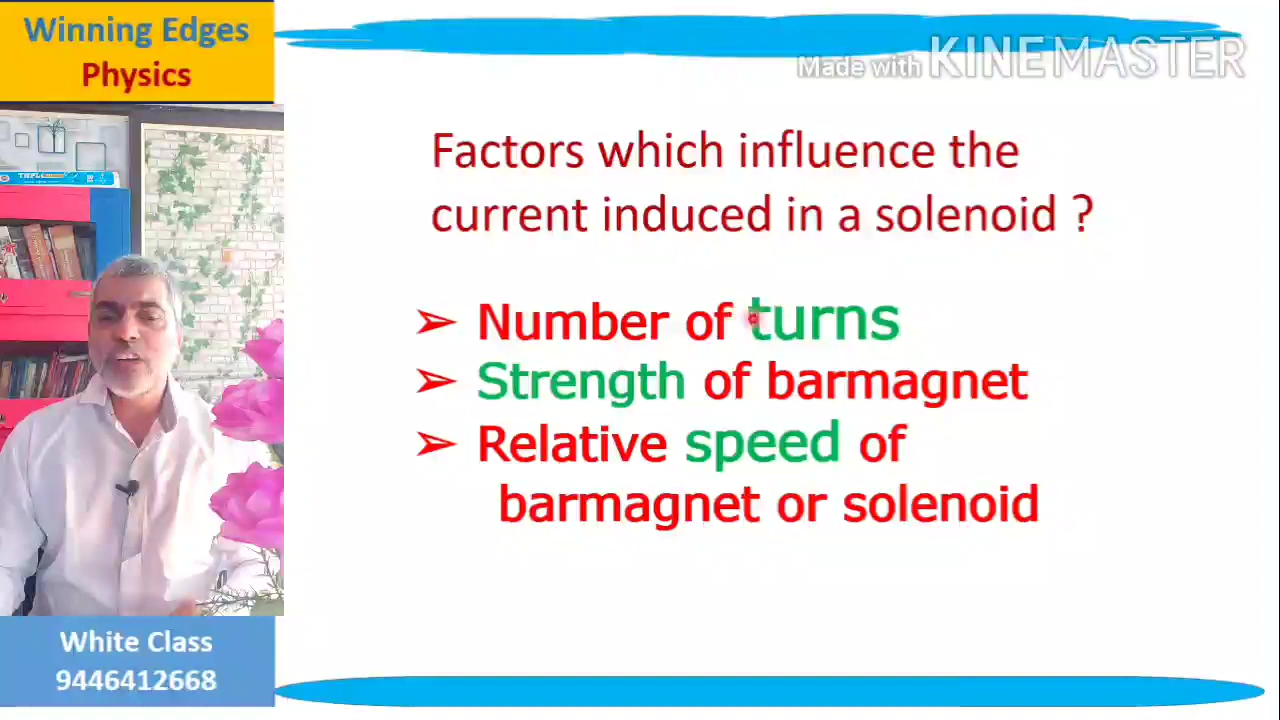 Winning Edges
Physics
Made with KINEMASTER
Factors which influence the
current induced in a solenoid ?
➢ Number of turns
➢ Strength of barmagnet
➢ Relative speed of
barmagnet or solenoid
White Class
9446412668